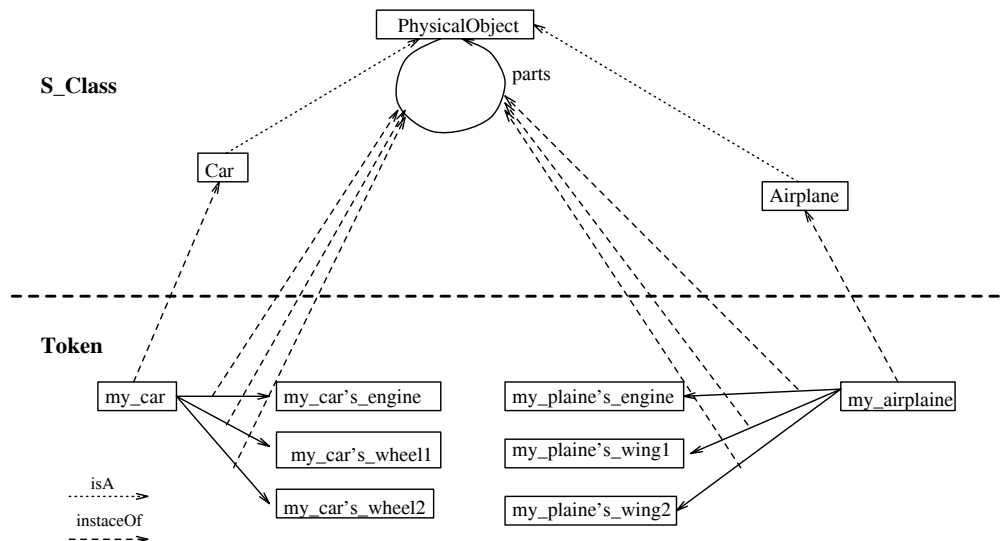 PhysicalObject
parts
S_Class
Car
Airplane
Token
my_car
my_car's_engine
my_plaine's_engine
my_airplaine
my_car's_wheel1
my_plaine's_wing1
isA
my_car's_wheel2
my_plaine's_wing2
instaceOf